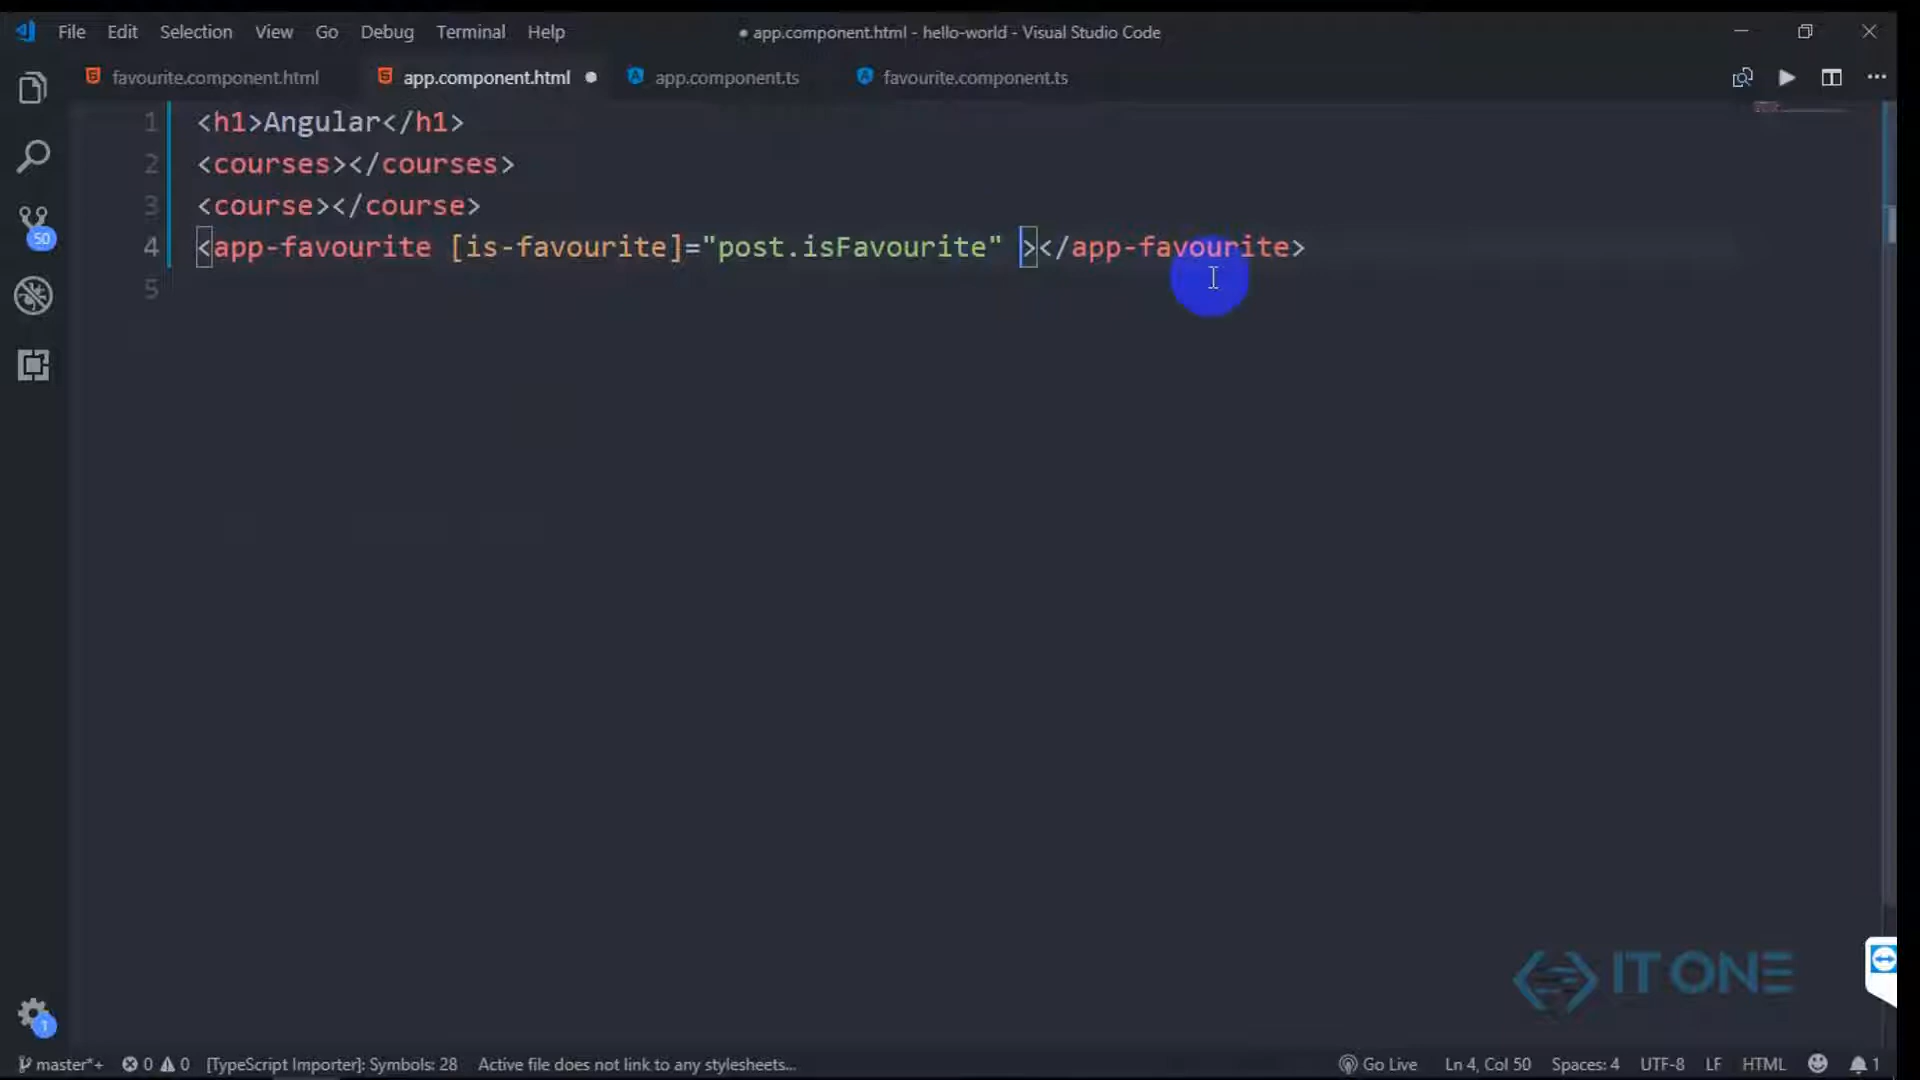 File Edit Selection View Go Debug Terminal Help
● app.component.html - hello-world - Visual Studio Code
favourite.component.html app.component.html ● app.component.ts favourite.component.ts
1 <h1>Angular</h1>
2 <courses></courses>
3 <course></course>
4 <app-favourite [is-favourite]="post.isFavourite" ></app-favourite>
5
50
IT ONE
1
master*+ 0 0 [TypeScript Importer]: Symbols: 28 Active file does not link to any stylesheets... Go Live Ln 4, Col 50 Spaces: 4 UTF-8 LF HTML 1